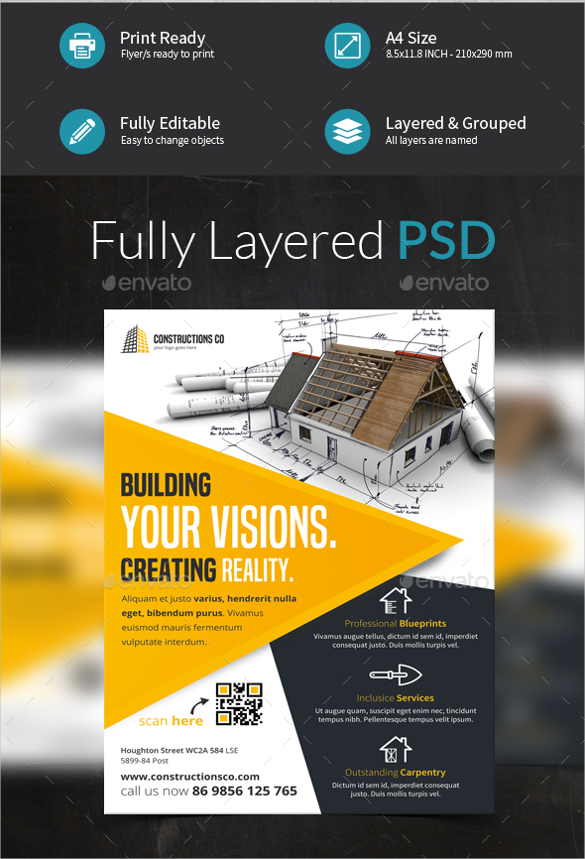 Print Ready
Flyer/s ready to print
A4 Size
8.5x11.8 INCH - 210x290 mm
Fully Editable
Easy to change objects
Layered & Grouped
All layers are named
Fully Layered PSD
envato envato
CONSTRUCTIONS CO
your logo goes here
BUILDING
YOUR VISIONS.
CREATING REALITY.
envato envato
Aliquam et justo varius, hendrerit nulla
eget, bibendum purus. Vivamus
euismod mauris fermentum
vulputate interdum.
Professional Blueprints
Vivamus augue tellus, dictum id sem id, imperdiet
consequat justo. Duis mollis turpis vel.
Inclusice Services
Ut augue quam, suscipit eget enim nec, tincidunt
tempus nibh. Pellentesque tempus velit ipsum.
Outstanding Carpentry
Dictum id sem id, imperdiet consequat
justo. Duis mollis turpis vel.
scan here
Houghton Street WC2A 584 LSE
5899-84 Post
www.constructionsco.com
call us now 86 9856 125 765